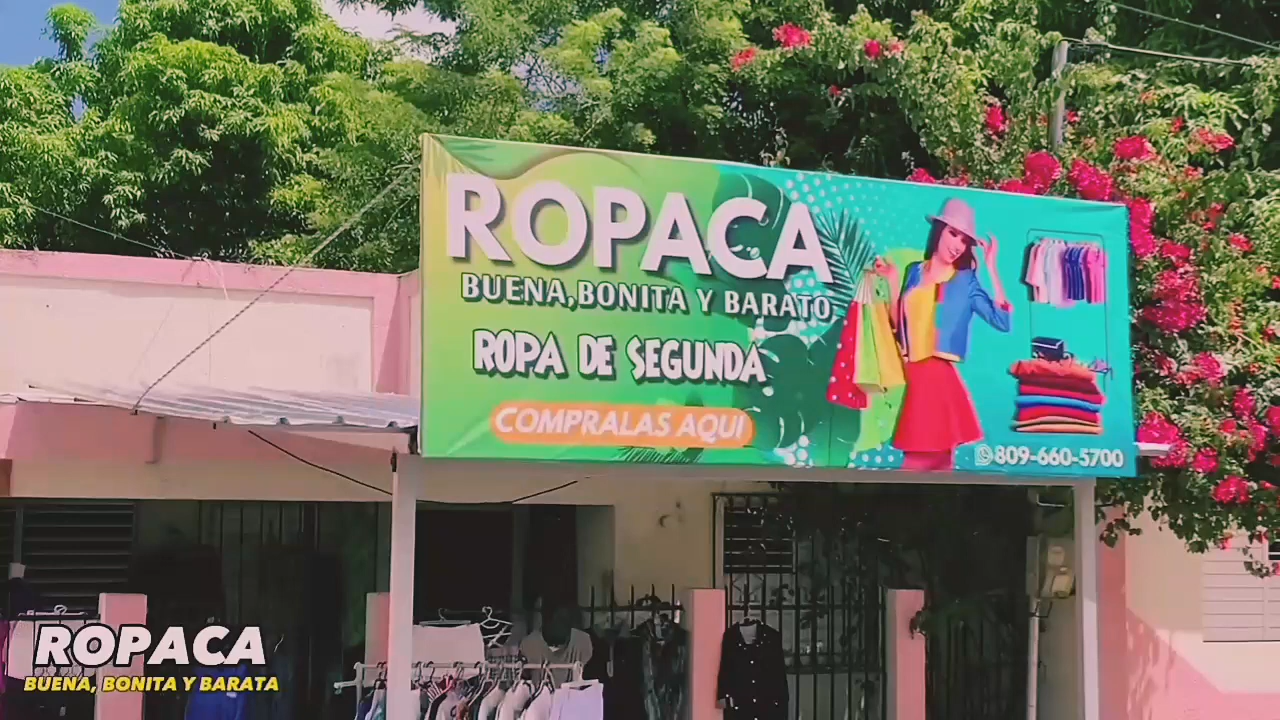 ROPACA
BUENA,BONITA Y BARATO
ROPA DE SEGUNDA
COMPRALAS AQUI
809-660-5700
ROPACA
BUENA, BONITA Y BARATA